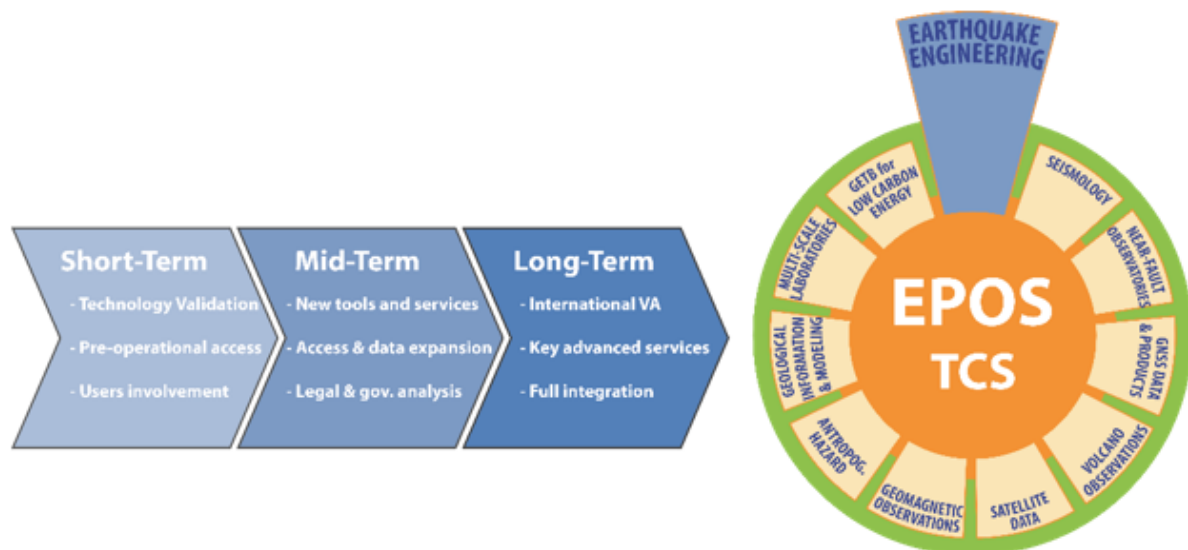 Short-Term
- Technology Validation
- Pre-operational access
- Users involvement
Mid-Term
- New tools and services
- Access & data expansion
- Legal & gov. analysis
Long-Term
- International VA
- Key advanced services
- Full integration
EARTHQUAKE
ENGINEERING
SEISMOLOGY
NEAR-FAULT
OBSERVATORIES
GNSS DATA
& PRODUCTS
VOLCANO
OBSERVATIONS
SATELLITE
DATA
GEOMAGNETIC
OBSERVATIONS
ANTROPOG.
HAZARD
GEOLOGICAL
INFORMATION
& MODELING
MULTI-SCALE
LABORATORIES
GETB for
LOW CARBON
ENERGY
EPOS
TCS